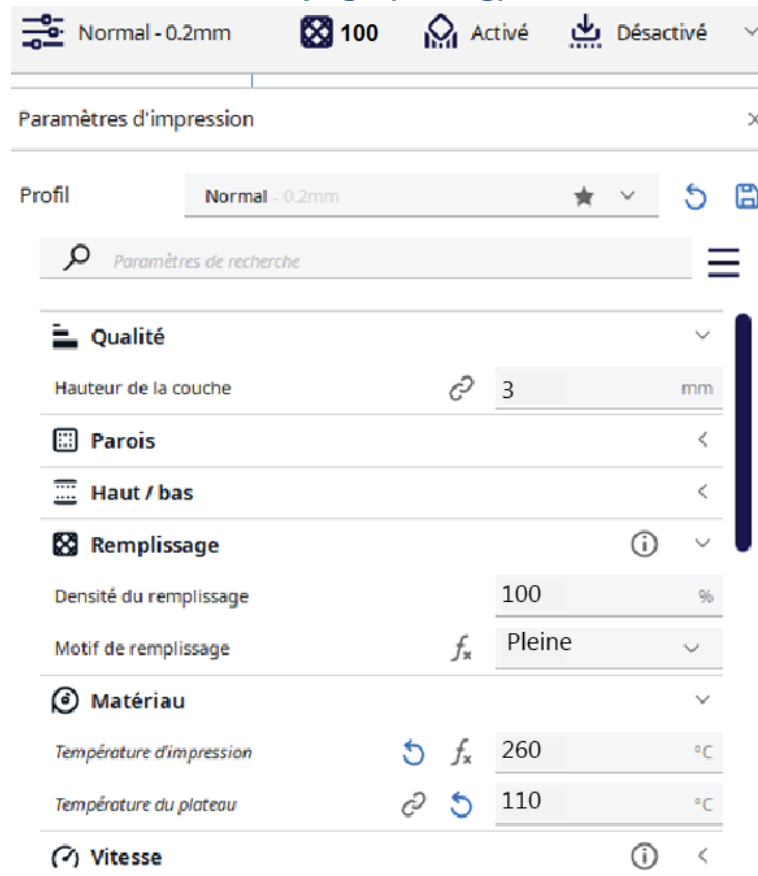 Normal - 0.2mm 100 Activé Désactivé
Paramètres d'impression
Profil Normal - 0.2mm
Paramètres de recherche
Qualité
Hauteur de la couche 3 mm
Parois
Haut / bas
Remplissage
Densité du remplissage 100 %
Motif de remplissage fx Pleine
Matériau
Température d'impression fx 260 °C
Température du plateau 110 °C
Vitesse